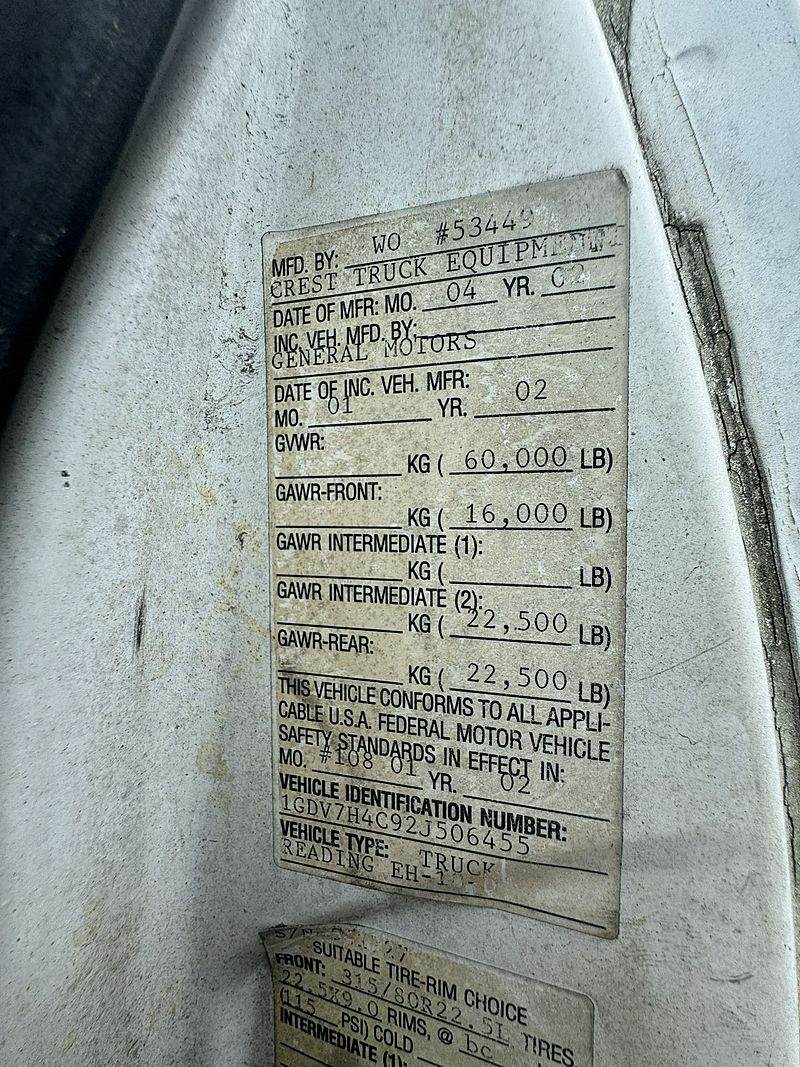 MFD. BY: WO #53449
CREST TRUCK EQUIPMENT
DATE OF MFR: MO. 04 YR. 02
INC. VEH. MFD. BY:
GENERAL MOTORS
DATE OF INC. VEH. MFR:
MO. 01 YR. 02
GVWR:
KG ( 60,000 LB)
GAWR-FRONT:
KG ( 16,000 LB)
GAWR INTERMEDIATE (1):
KG ( LB)
GAWR INTERMEDIATE (2):
KG ( 22,500 LB)
GAWR-REAR:
KG ( 22,500 LB)
THIS VEHICLE CONFORMS TO ALL APPLI-
CABLE U.S.A. FEDERAL MOTOR VEHICLE
SAFETY STANDARDS IN EFFECT IN:
MO. #108 01 YR. 02
VEHICLE IDENTIFICATION NUMBER:
1GDV7H4C92J506455
VEHICLE TYPE: TRUCK
READING
SUITABLE TIRE-RIM CHOICE
FRONT: 315/80R22.5L TIRES
22.5X9.0 RIMS, @ bc
(115 PSI) COLD
INTERMEDIATE (1):